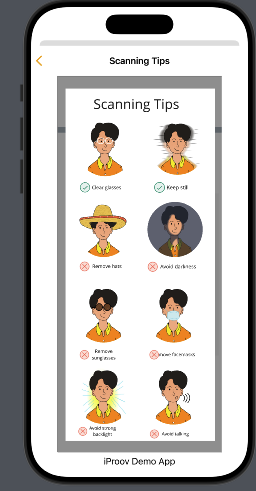 Scanning Tips
Scanning Tips
Clear glasses
Keep still
Remove hats
Avoid darkness
Remove
sunglasses
move facemasks
Avoid strong
backlight
Avoid talking
iProov Demo App